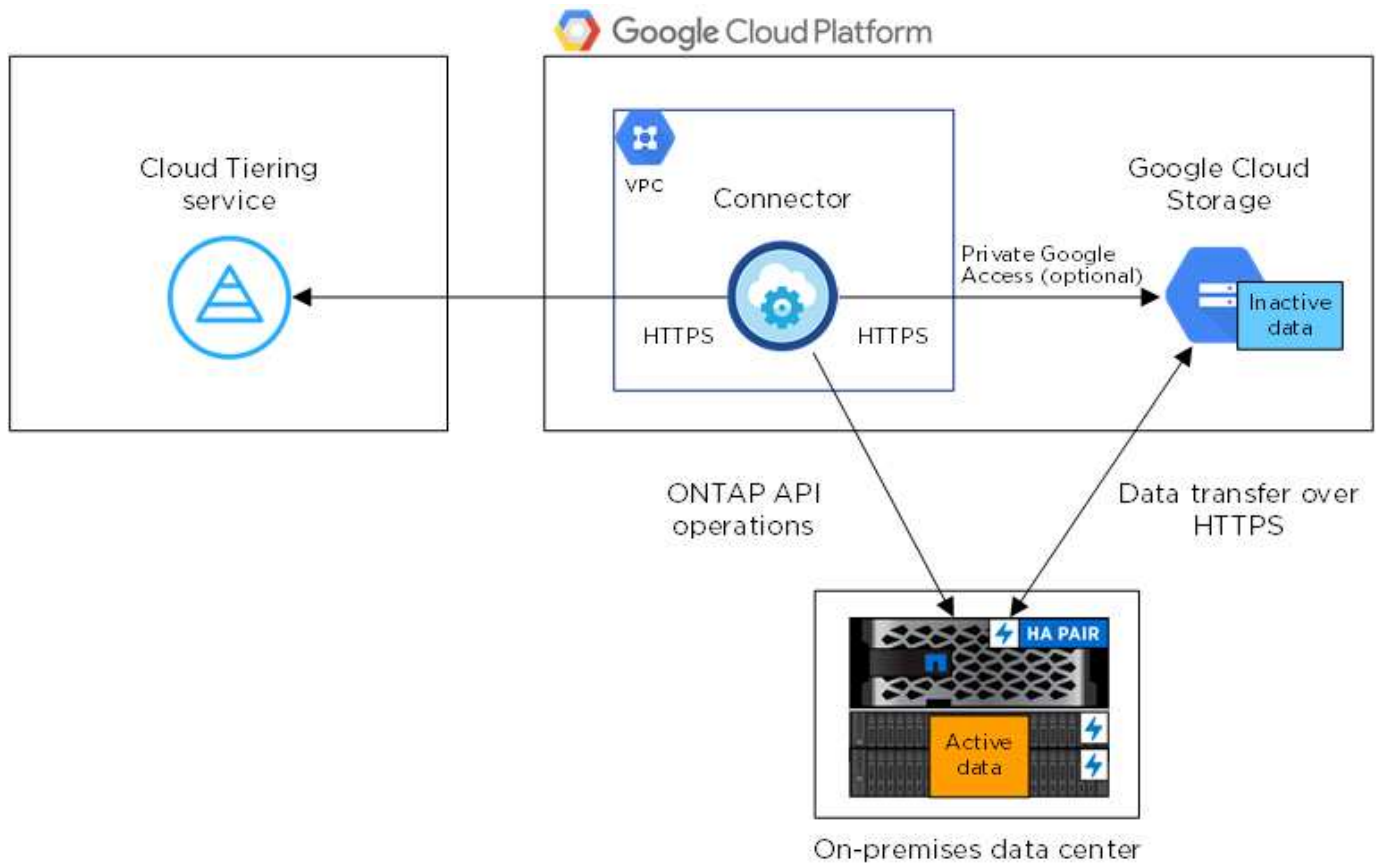 Google Cloud Platform
Cloud Tiering
service
VPC
Connector
Google Cloud
Storage
Private Google
Access (optional)
Inactive
data
HTTPS
HTTPS
ONTAP API
operations
Data transfer over
HTTPS
HA PAIR
Active
data
On-premises data center